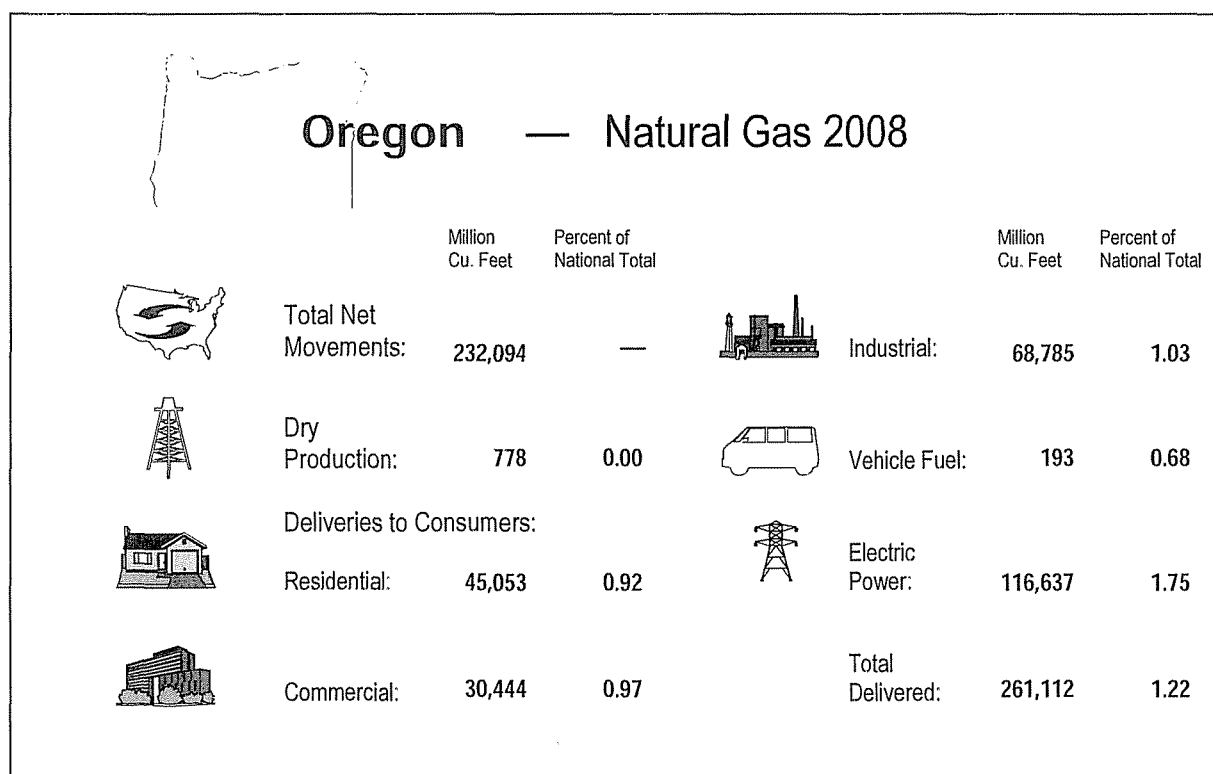 Oregon — Natural Gas 2008
Million
Cu. Feet
Percent of
National Total
Total Net
Movements: 232,094 —
Dry
Production: 778 0.00
Deliveries to Consumers:
Residential: 45,053 0.92
Commercial: 30,444 0.97
Million
Cu. Feet
Percent of
National Total
Industrial: 68,785 1.03
Vehicle Fuel: 193 0.68
Electric
Power: 116,637 1.75
Total
Delivered: 261,112 1.22